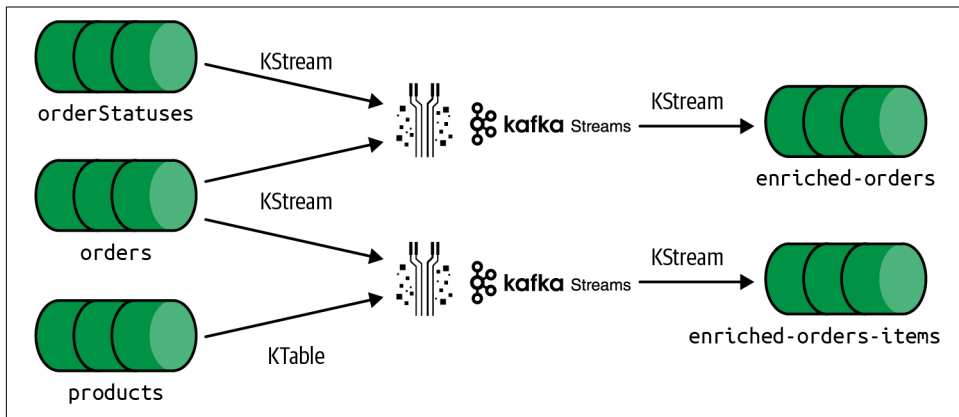 KStream
orderStatuses
kafka Streams
KStream
enriched-orders
KStream
orders
kafka Streams
KStream
enriched-orders-items
KTable
products